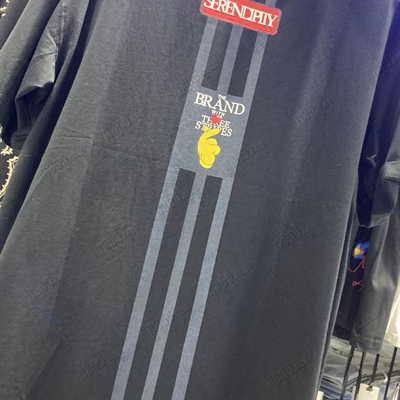 SERENDIPITY
THE
BRAND
WITH
THREE
STRIPES